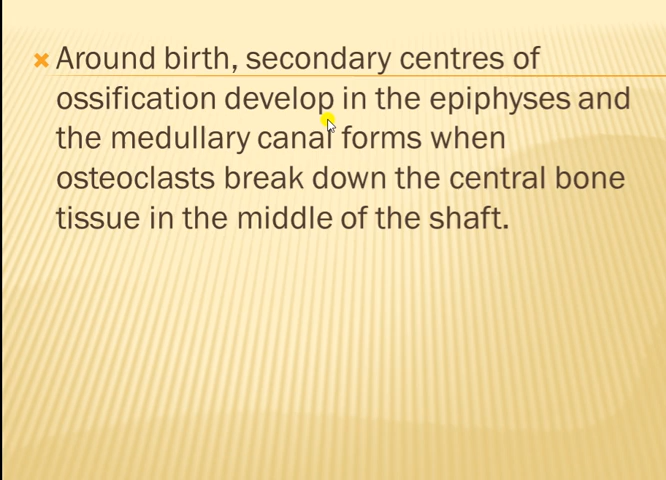 Around birth, secondary centres of
ossification develop in the epiphyses and
the medullary canal forms when
osteoclasts break down the central bone
tissue in the middle of the shaft.